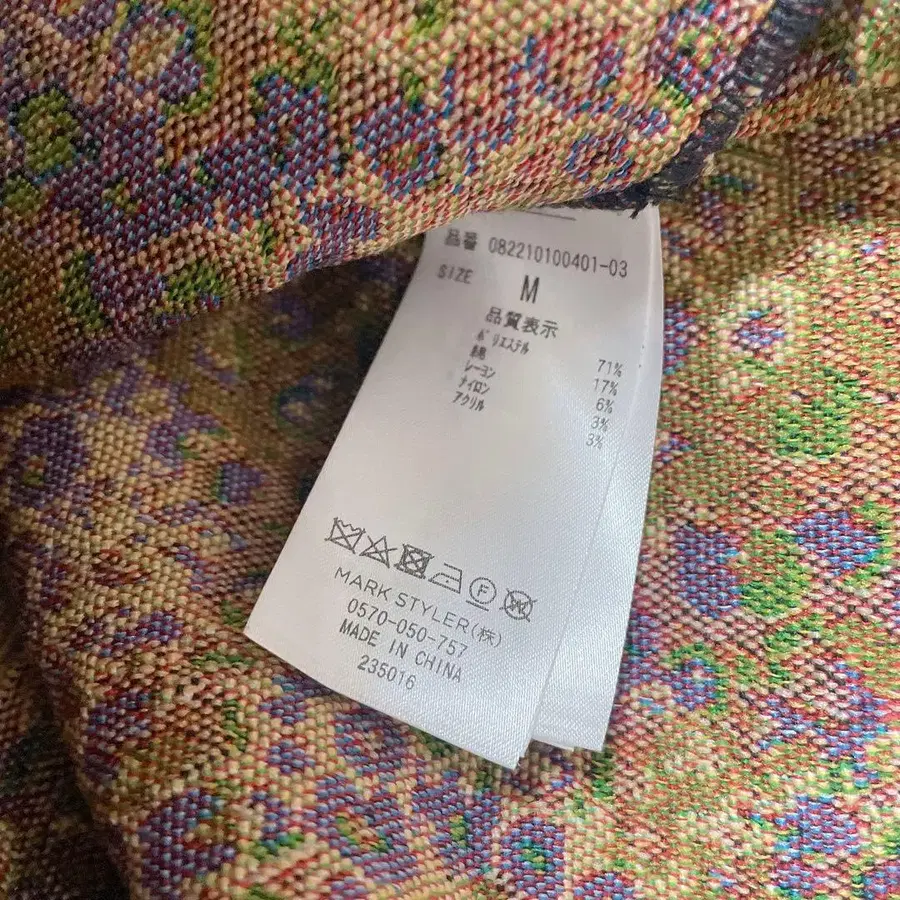 品番 082210100401-03
SIZE M
品質表示
ポリエステル 71%
綿 17%
レーヨン 6%
ナイロン 3%
アクリル 3%
F W
MARK STYLER(株)
0570-050-757
MADE IN CHINA
235016